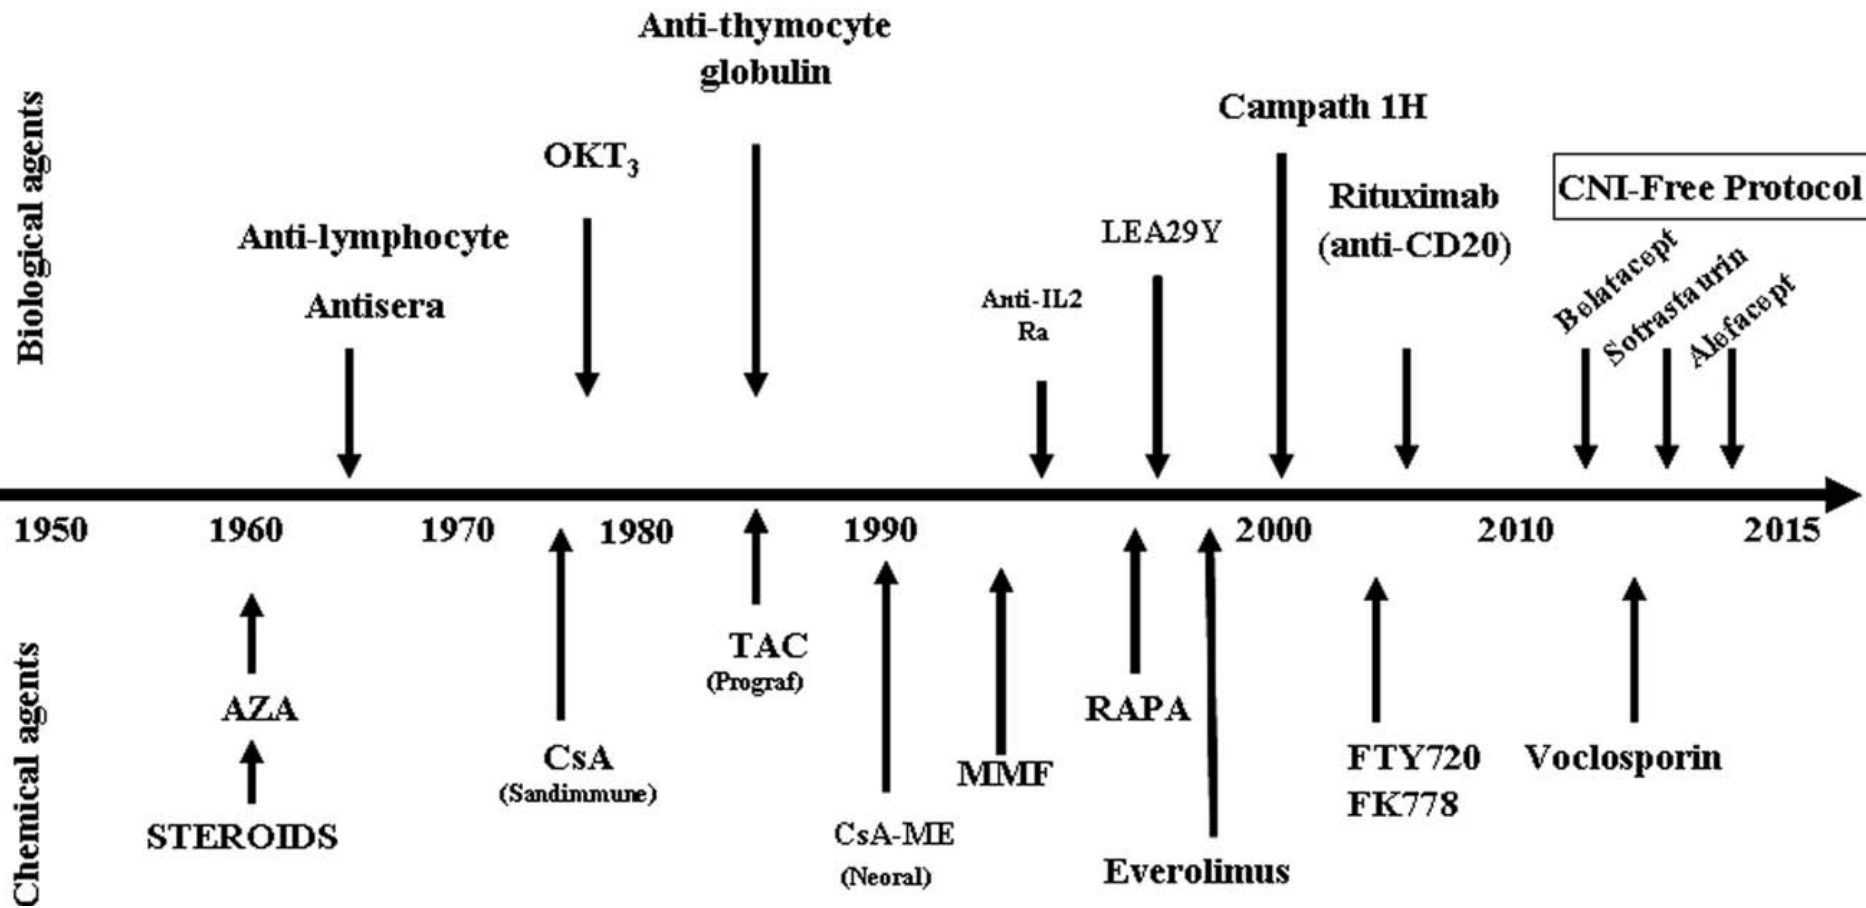 Biological agents
Anti-thymocyte
globulin
OKT3
Anti-lymphocyte
Antisera
Campath 1H
LEA29Y
Anti-IL2
Ra
Rituximab
(anti-CD20)
CNI-Free Protocol
Belatacept
Sotrastaurin
Alefacept
1950 1960 1970 1980 1990 2000 2010 2015
Chemical agents
AZA
STEROIDS
CsA
(Sandimmune)
TAC
(Prograf)
CsA-ME
(Neoral)
MMF
RAPA
Everolimus
FTY720
FK778
Voclosporin